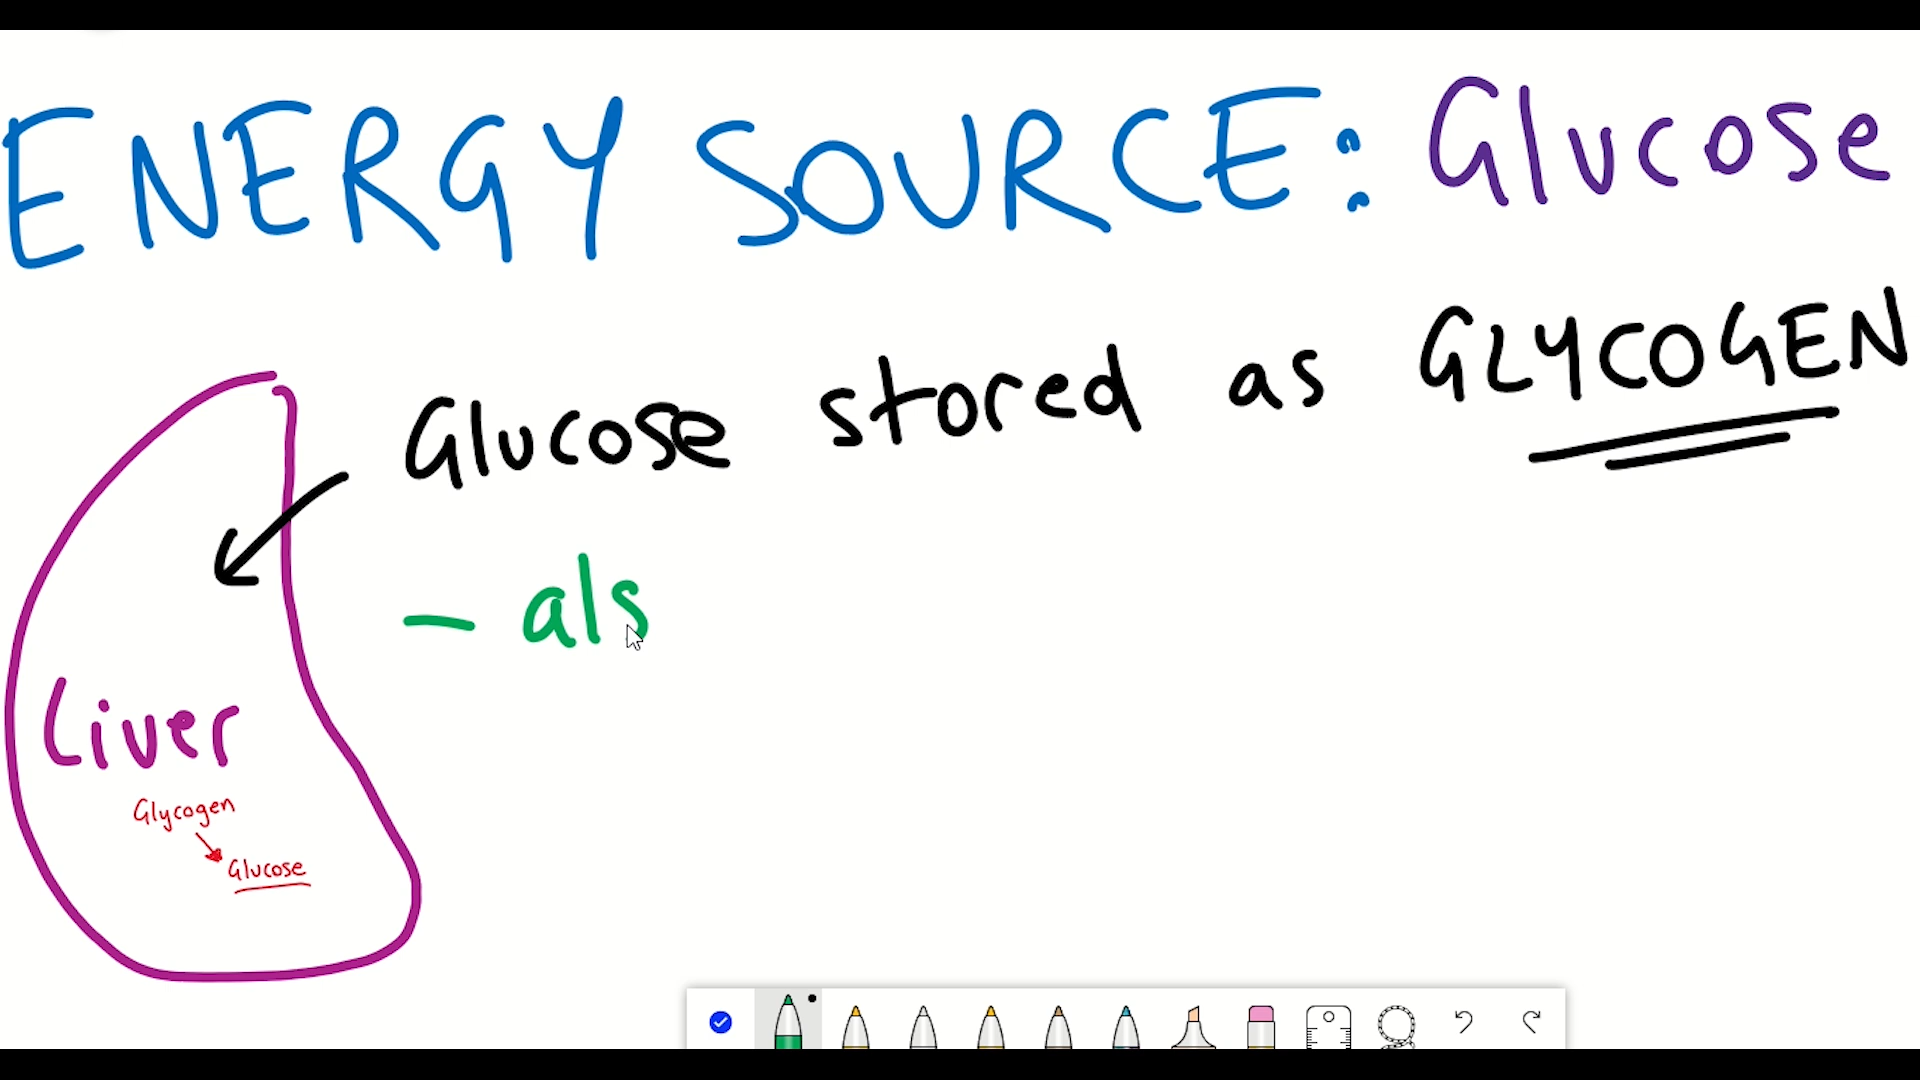 ENERGY SOURCE: Glucose
Glucose stored as GLYCOGEN
- als
Liver
Glycogen
Glucose